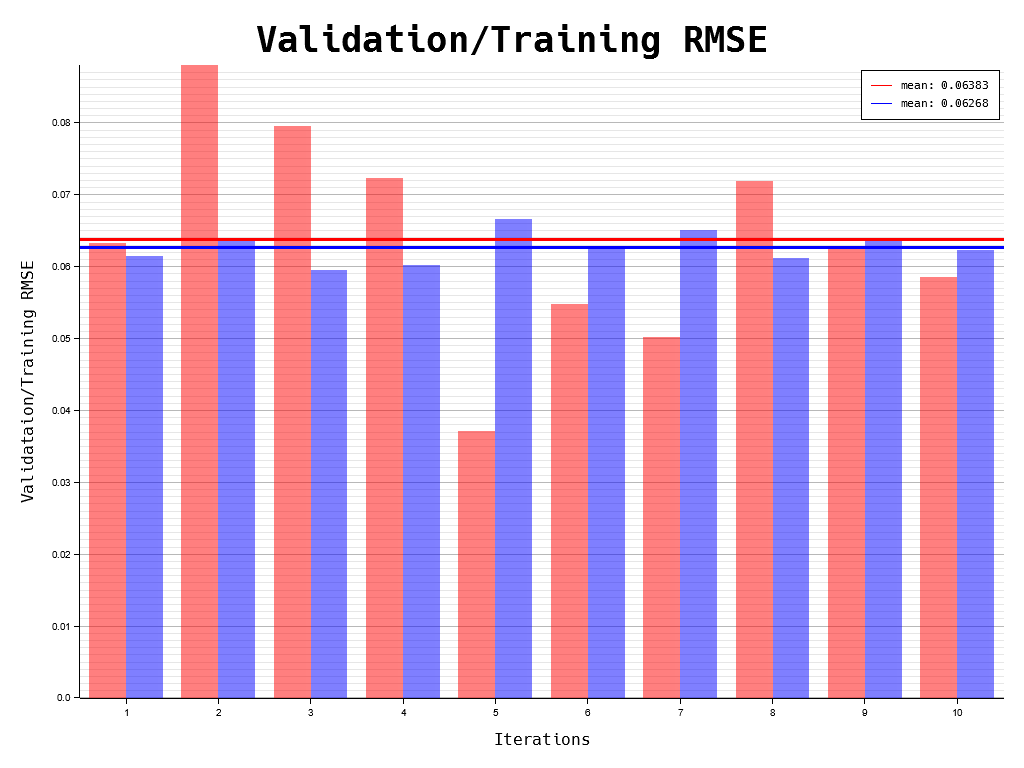 Validation/Training RMSE
mean: 0.06383
mean: 0.06268
Validataion/Training RMSE
0.08
0.07
0.06
0.05
0.04
0.03
0.02
0.01
0.0
1 2 3 4 5 6 7 8 9 10
Iterations